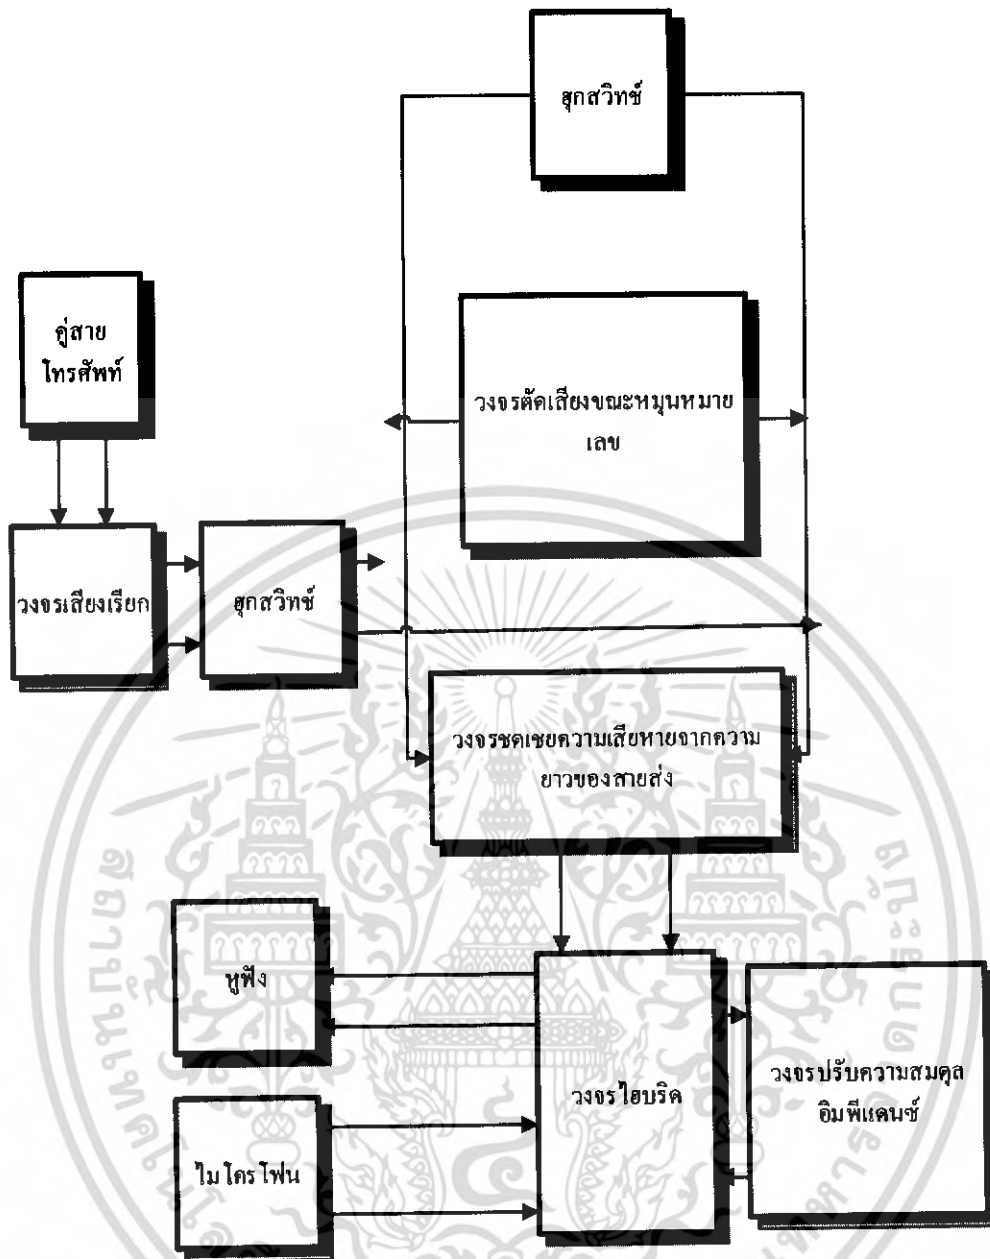 ฮุกสวิทช์
คู่สาย
โทรศัพท์
วงจรตัดเสียงขณะหมุนหมาย
เลข
วงจรเสียงเรียก
ฮุกสวิทช์
วงจรชดเชยความเสียหายจากความ
ยาวของสายส่ง
หูฟัง
วงจรไฮบริด
วงจรปรับความสมดุล
อิมพีแดนซ์
ไมโครโฟน